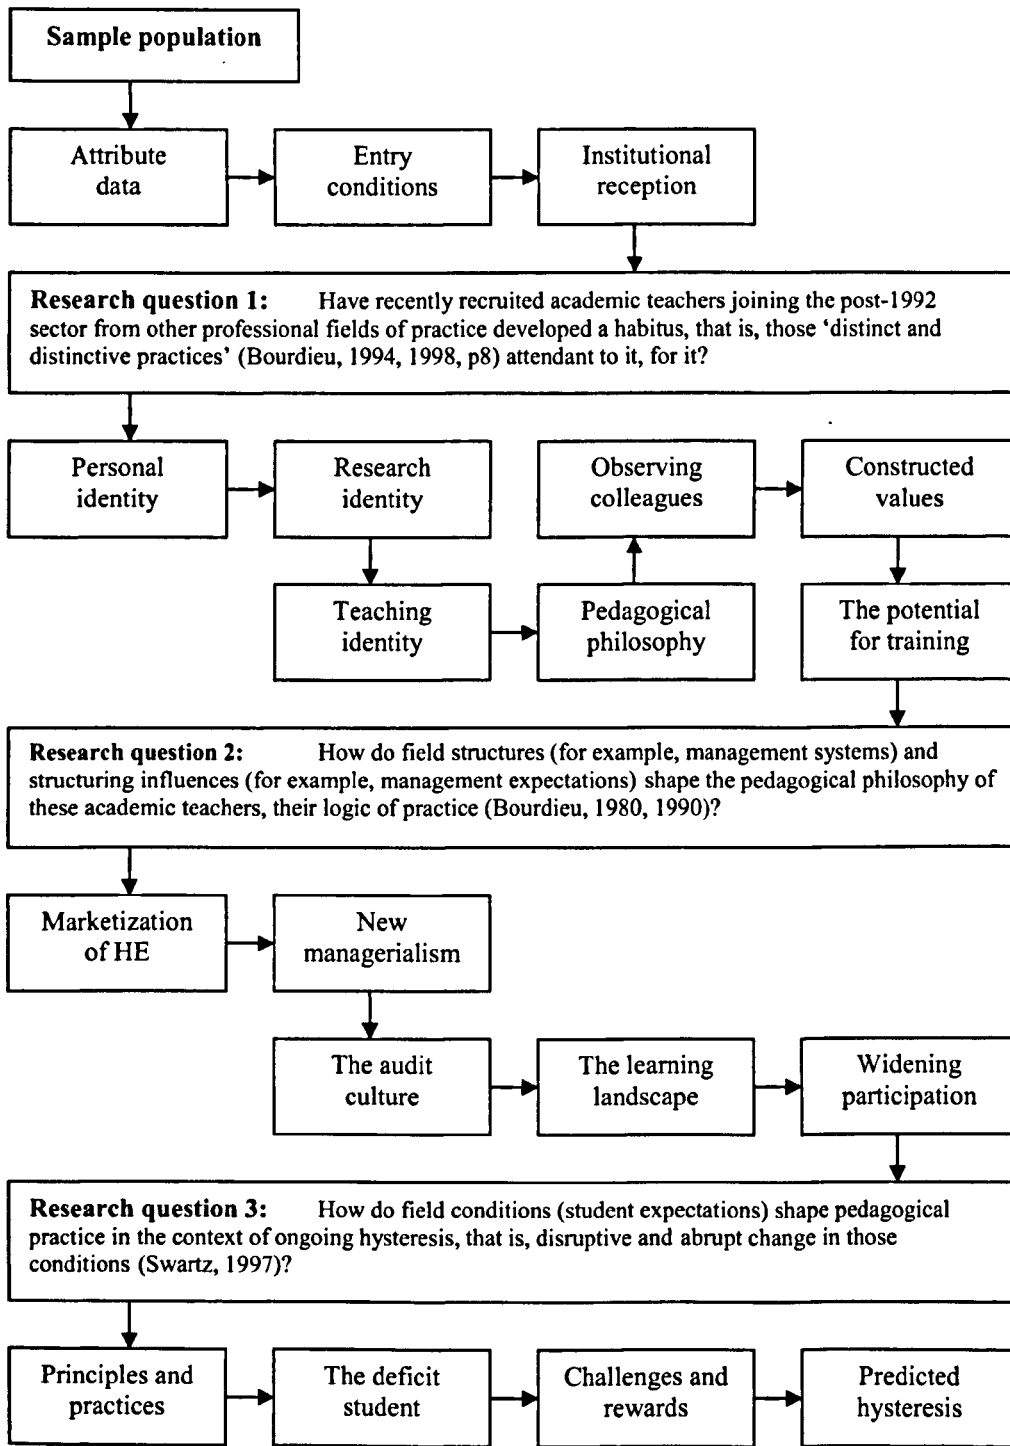 Sample population
Attribute
data
Entry
conditions
Institutional
reception
Research question 1: Have recently recruited academic teachers joining the post-1992
sector from other professional fields of practice developed a habitus, that is, those ‘distinct and
distinctive practices’ (Bourdieu, 1994, 1998, p8) attendant to it, for it?
Personal
identity
Research
identity
Observing
colleagues
Constructed
values
Teaching
identity
Pedagogical
philosophy
The potential
for training
Research question 2: How do field structures (for example, management systems) and
structuring influences (for example, management expectations) shape the pedagogical philosophy of
these academic teachers, their logic of practice (Bourdieu, 1980, 1990)?
Marketization
of HE
New
managerialism
The audit
culture
The learning
landscape
Widening
participation
Research question 3: How do field conditions (student expectations) shape pedagogical
practice in the context of ongoing hysteresis, that is, disruptive and abrupt change in those
conditions (Swartz, 1997)?
Principles and
practices
The deficit
student
Challenges and
rewards
Predicted
hysteresis